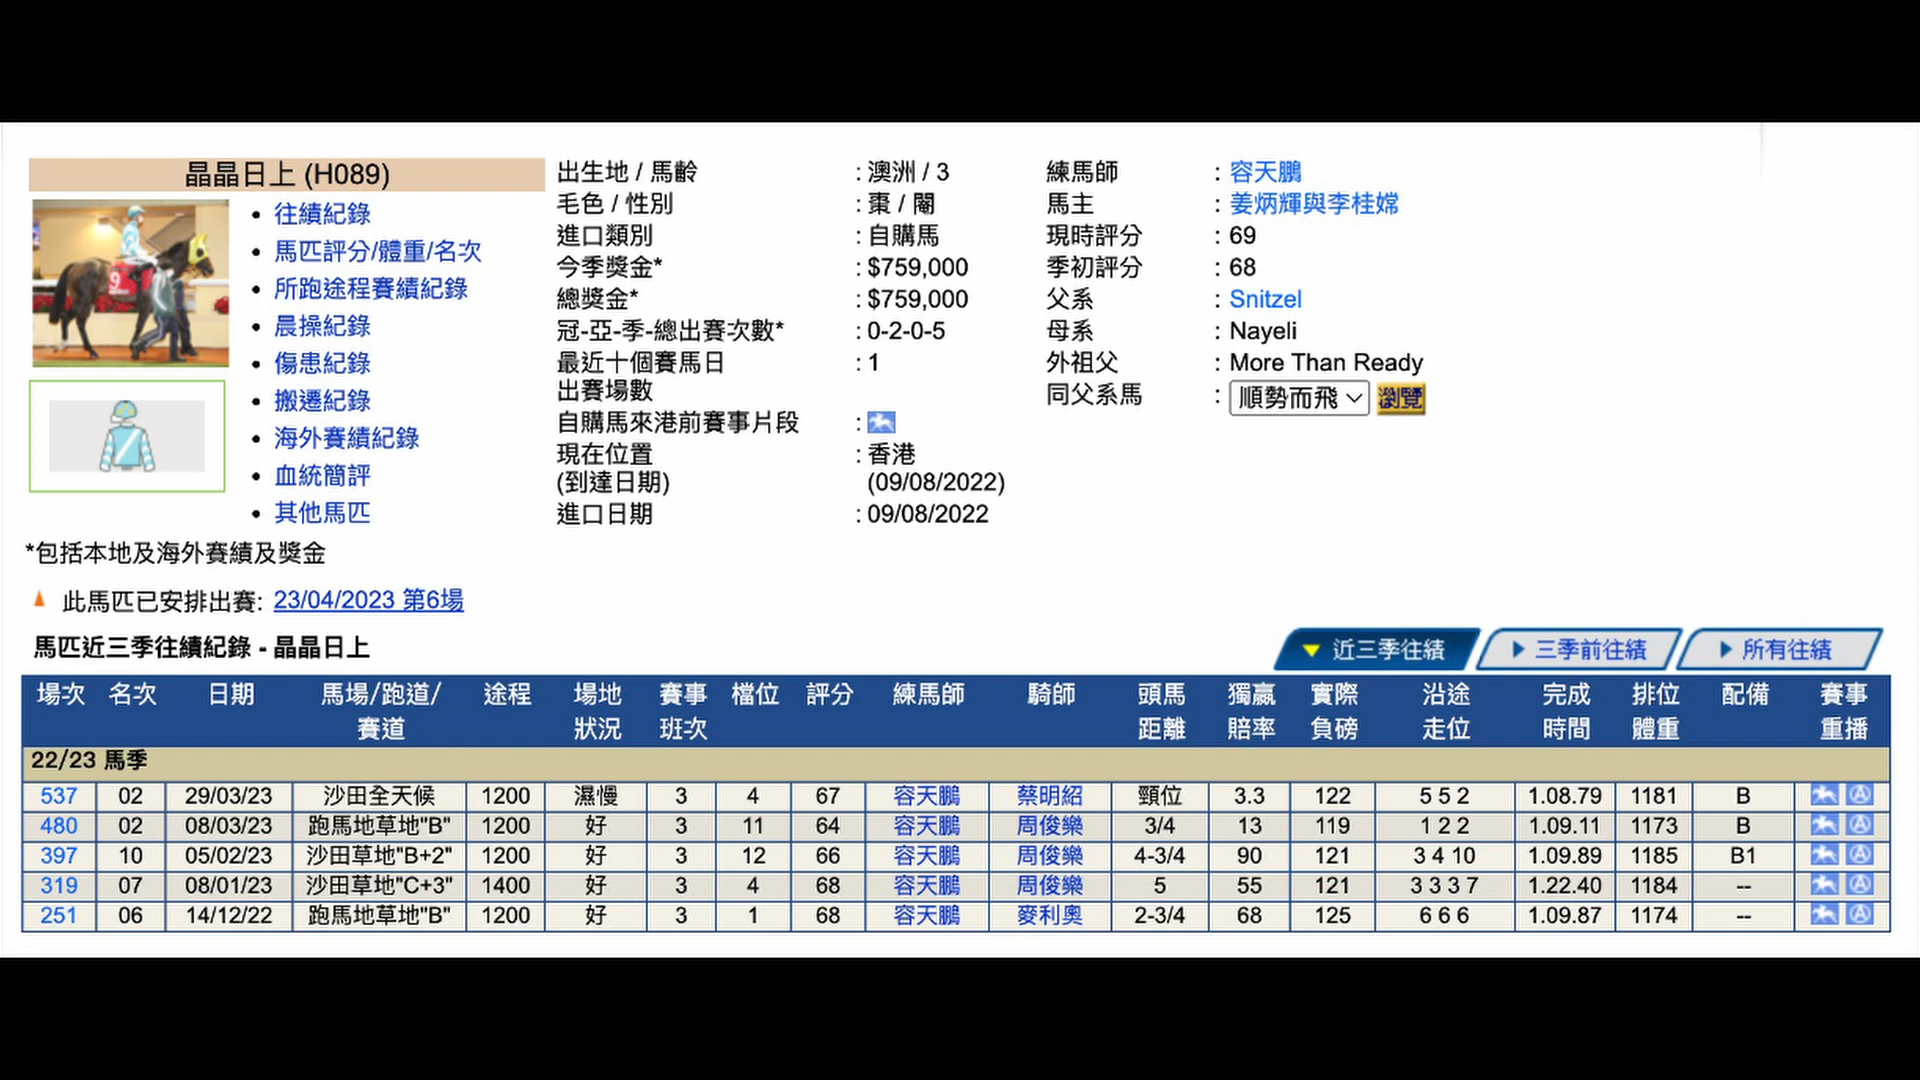 晶晶日上 (H089)
往績紀錄
馬匹評分/體重/名次
所跑途程賽績紀錄
晨操紀錄
傷患紀錄
搬遷紀錄
海外賽績紀錄
血統簡評
其他馬匹
9
出生地 / 馬齡 : 澳洲 / 3
毛色 / 性別 : 棗 / 閹
進口類別 : 自購馬
今季獎金* : $759,000
總獎金* : $759,000
冠-亞-季-總出賽次數* : 0-2-0-5
最近十個賽馬日 : 1
出賽場數
自購馬來港前賽事片段 :
現在位置 : 香港
(到達日期) (09/08/2022)
進口日期 : 09/08/2022
練馬師 : 容天鵬
馬主 : 姜炳輝與李桂嫦
現時評分 : 69
季初評分 : 68
父系 : Snitzel
母系 : Nayeli
外祖父 : More Than Ready
同父系馬 : 順勢而飛 瀏覽
*包括本地及海外賽績及獎金
此馬匹已安排出賽: 23/04/2023 第6場
馬匹近三季往績紀錄 - 晶晶日上
近三季往績 三季前往績 所有往績
場次 名次 日期 馬場/跑道/ 途程 場地 賽事 檔位 評分 練馬師 騎師 頭馬 獨贏 實際 沿途 完成 排位 配備 賽事
賽道 狀況 班次 距離 賠率 負磅 走位 時間 體重 重播
22/23 馬季
537 02 29/03/23 沙田全天候 1200 濕慢 3 4 67 容天鵬 蔡明紹 頸位 3.3 122 5 5 2 1.08.79 1181 B
480 02 08/03/23 跑馬地草地"B" 1200 好 3 11 64 容天鵬 周俊樂 3/4 13 119 1 2 2 1.09.11 1173 B
397 10 05/02/23 沙田草地"B+2" 1200 好 3 12 66 容天鵬 周俊樂 4-3/4 90 121 3 4 10 1.09.89 1185 B1
319 07 08/01/23 沙田草地"C+3" 1400 好 3 4 68 容天鵬 周俊樂 5 55 121 3 3 3 7 1.22.40 1184 --
251 06 14/12/22 跑馬地草地"B" 1200 好 3 1 68 容天鵬 麥利奧 2-3/4 68 125 6 6 6 1.09.87 1174 --